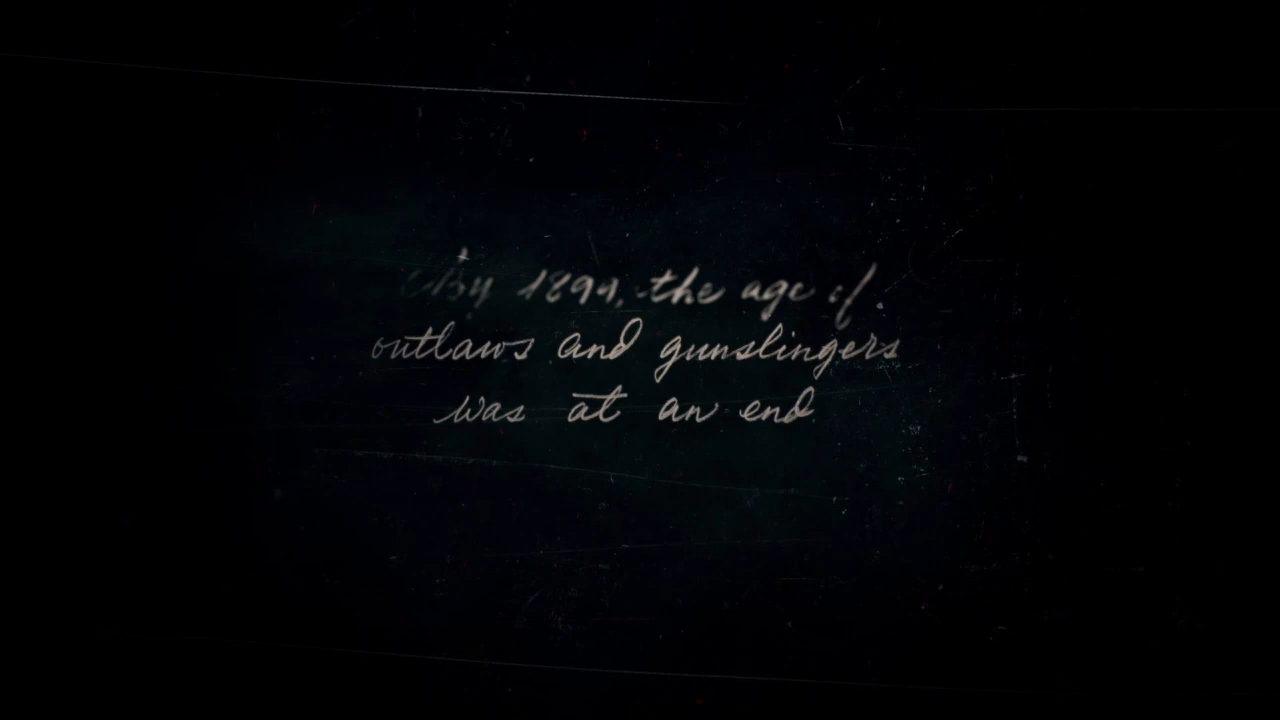 By 1899, the age of
outlaws and gunslingers
was at an end